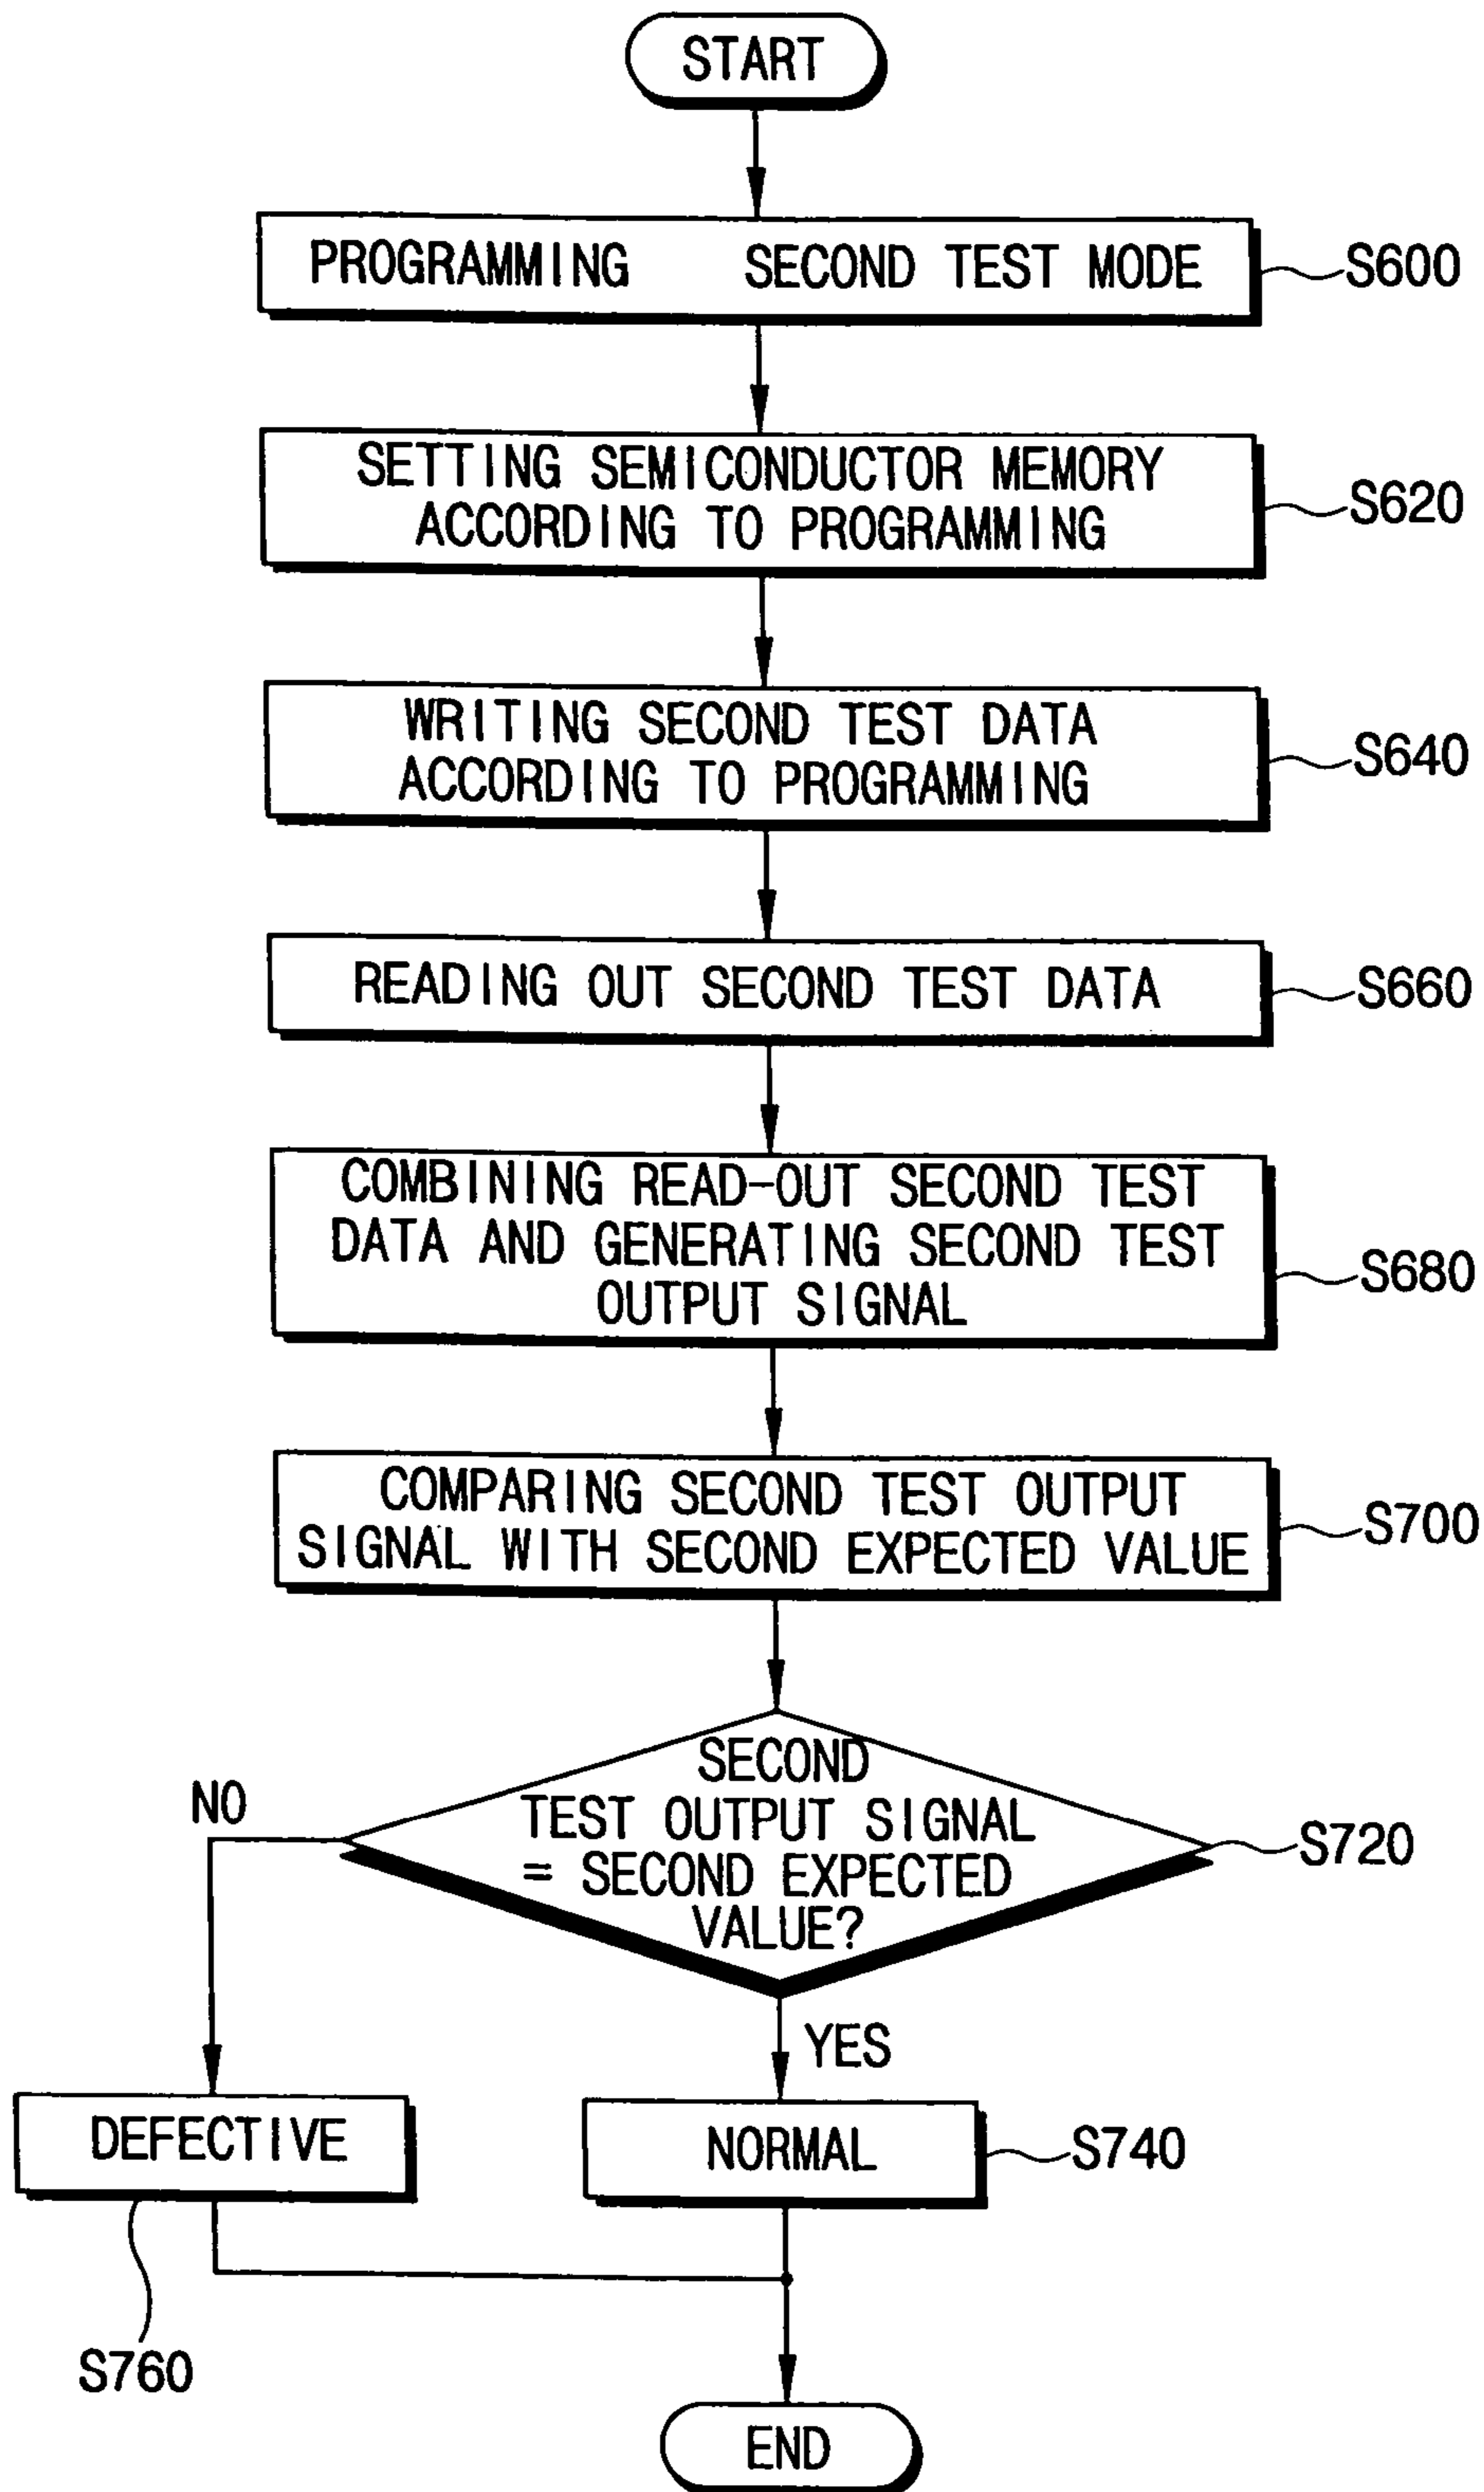 START
PROGRAMMING SECOND TEST MODE
S600
SETTING SEMICONDUCTOR MEMORY
ACCORDING TO PROGRAMMING
S620
WRITING SECOND TEST DATA
ACCORDING TO PROGRAMMING
S640
READING OUT SECOND TEST DATA
S660
COMBINING READ-OUT SECOND TEST
DATA AND GENERATING SECOND TEST
OUTPUT SIGNAL
S680
COMPARING SECOND TEST OUTPUT
SIGNAL WITH SECOND EXPECTED VALUE
S700
SECOND
TEST OUTPUT SIGNAL
= SECOND EXPECTED
VALUE?
S720
NO
YES
DEFECTIVE
NORMAL
S740
S760
END